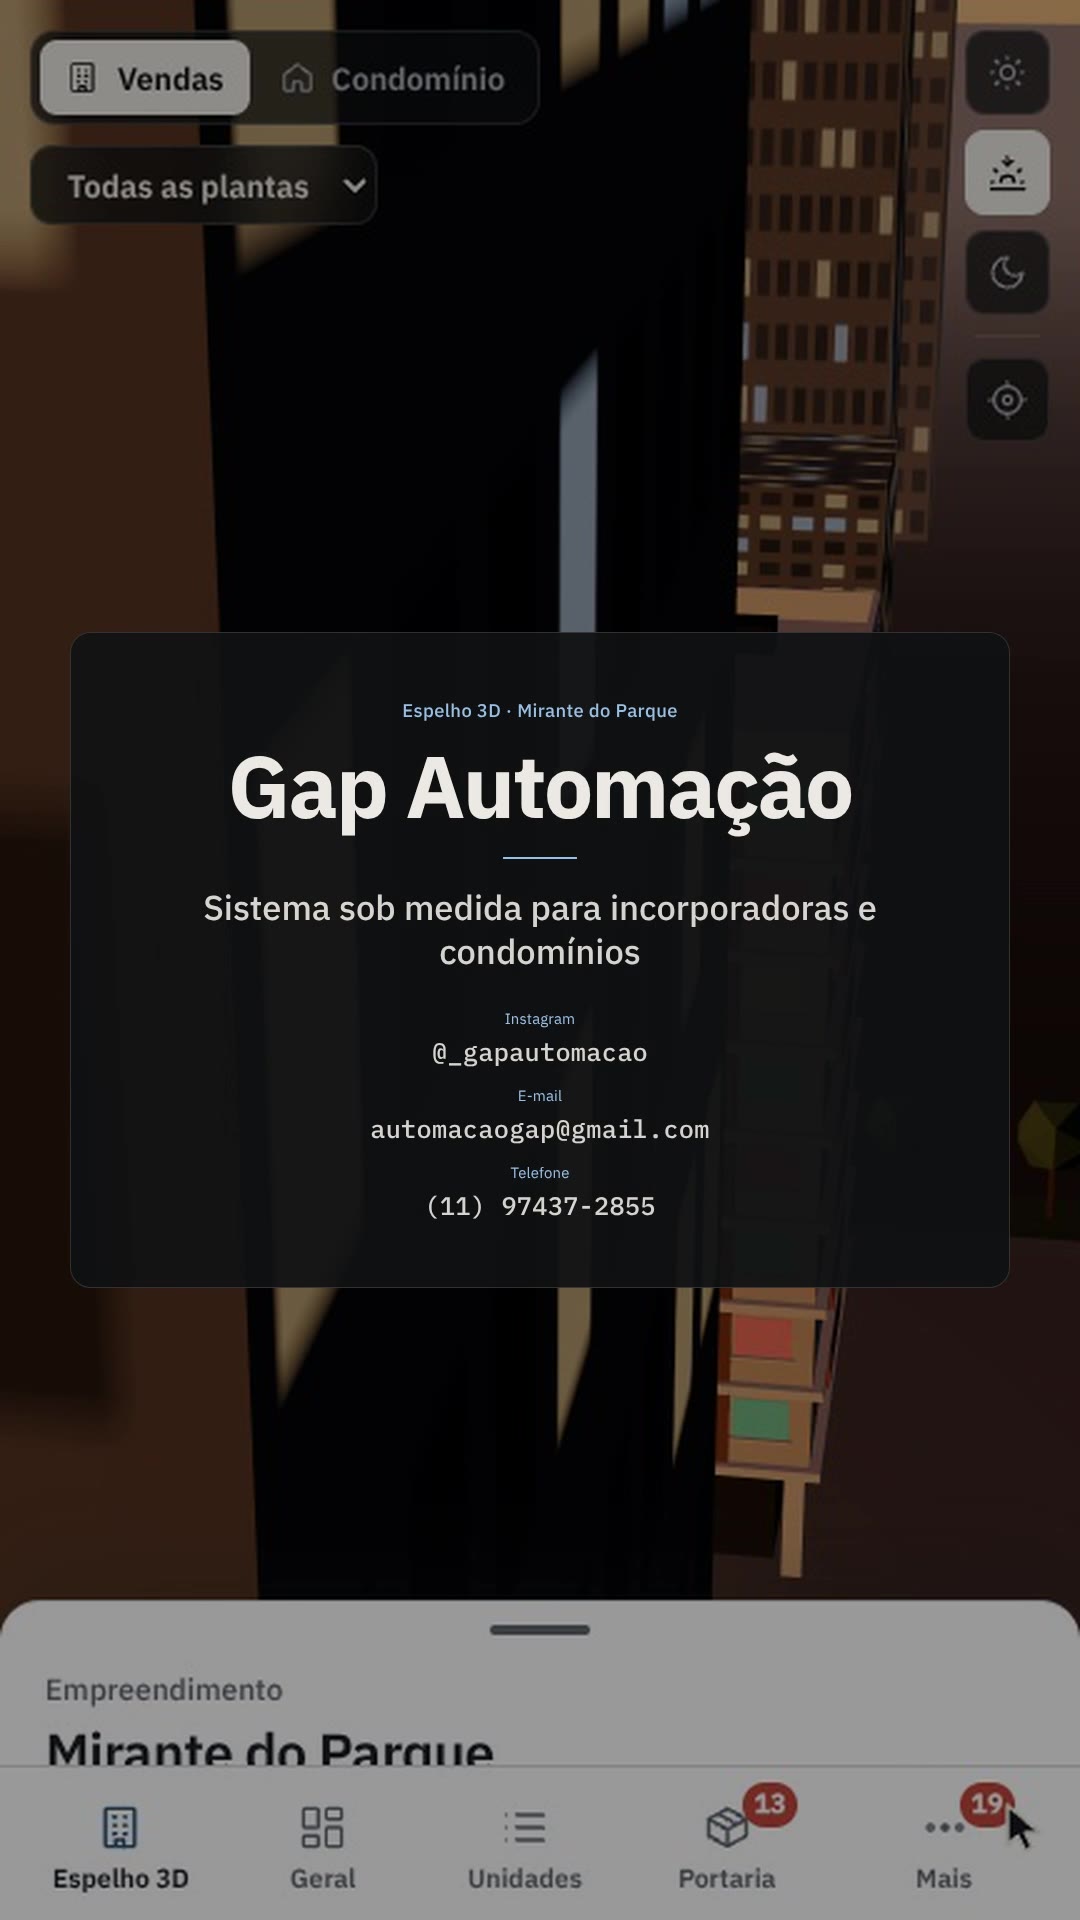 Vendas
Condomínio
Todas as plantas
Espelho 3D · Mirante do Parque
Gap Automação
Sistema sob medida para incorporadoras e
condomínios
Instagram
@_gapautomacao
E-mail
automacaogap@gmail.com
Telefone
(11) 97437-2855
Empreendimento
Mirante do Parque
13
19
Espelho 3D
Geral
Unidades
Portaria
Mais